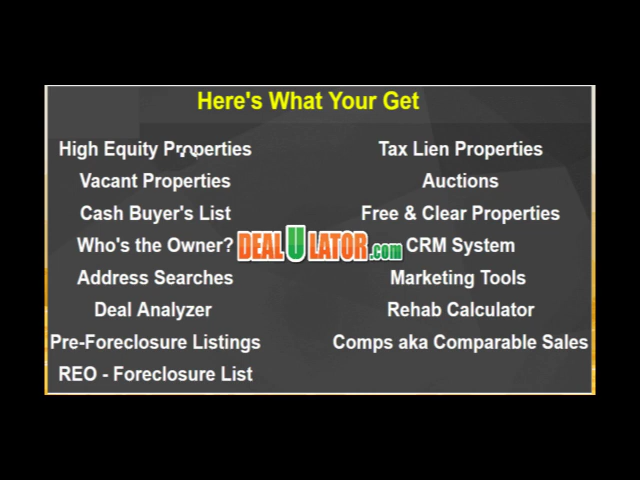 Here's What Your Get
High Equity Properties
Vacant Properties
Cash Buyer's List
Who's the Owner?
Address Searches
Deal Analyzer
Pre-Foreclosure Listings
REO - Foreclosure List
DEALULATOR.com
Tax Lien Properties
Auctions
Free & Clear Properties
CRM System
Marketing Tools
Rehab Calculator
Comps aka Comparable Sales